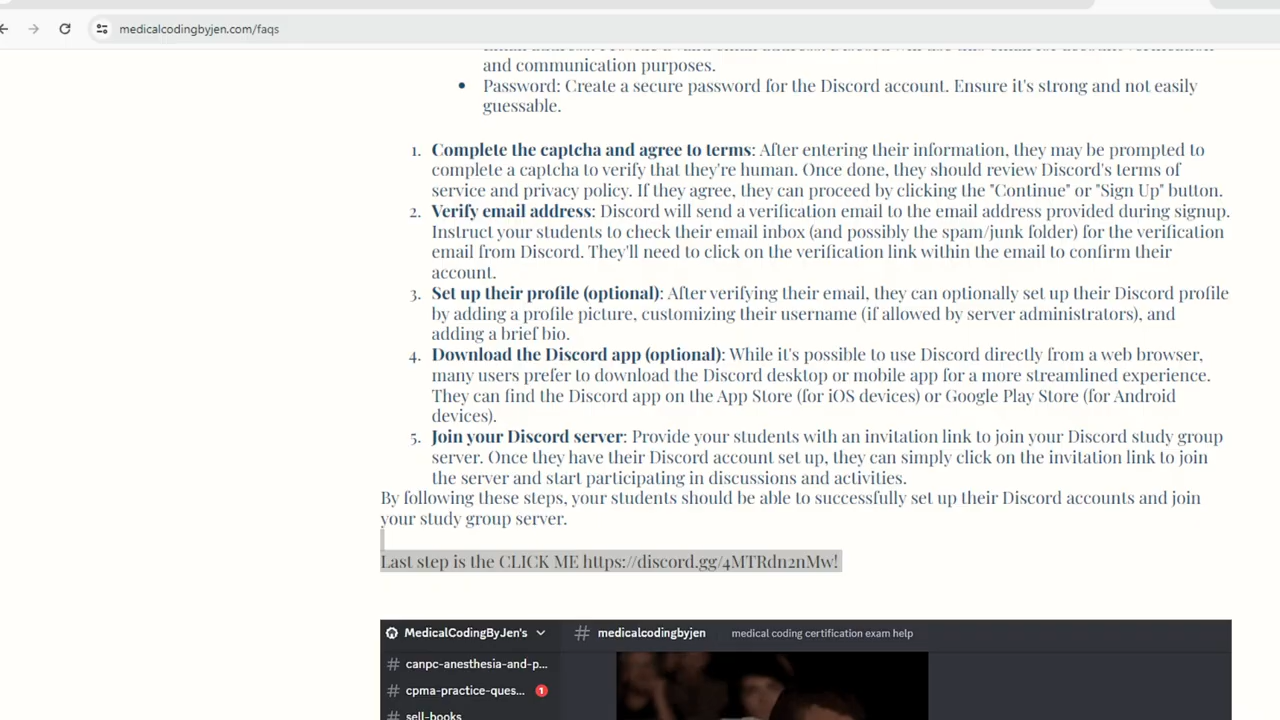 medicalcodingbyjen.com/faqs
and communication purposes.
• Password: Create a secure password for the Discord account. Ensure it's strong and not easily
guessable.
1. Complete the captcha and agree to terms: After entering their information, they may be prompted to
complete a captcha to verify that they're human. Once done, they should review Discord's terms of
service and privacy policy. If they agree, they can proceed by clicking the "Continue" or "Sign Up" button.
2. Verify email address: Discord will send a verification email to the email address provided during signup.
Instruct your students to check their email inbox (and possibly the spam/junk folder) for the verification
email from Discord. They'll need to click on the verification link within the email to confirm their
account.
3. Set up their profile (optional): After verifying their email, they can optionally set up their Discord profile
by adding a profile picture, customizing their username (if allowed by server administrators), and
adding a brief bio.
4. Download the Discord app (optional): While it's possible to use Discord directly from a web browser,
many users prefer to download the Discord desktop or mobile app for a more streamlined experience.
They can find the Discord app on the App Store (for iOS devices) or Google Play Store (for Android
devices).
5. Join your Discord server: Provide your students with an invitation link to join your Discord study group
server. Once they have their Discord account set up, they can simply click on the invitation link to join
the server and start participating in discussions and activities.
By following these steps, your students should be able to successfully set up their Discord accounts and join
your study group server.
Last step is the CLICK ME https://discord.gg/4MTRdn2nMw!
MedicalCodingByJen's # medicalcodingbyjen medical coding certification exam help
# canpc-anesthesia-and-p...
# cpma-practice-ques... 1
# sell-books